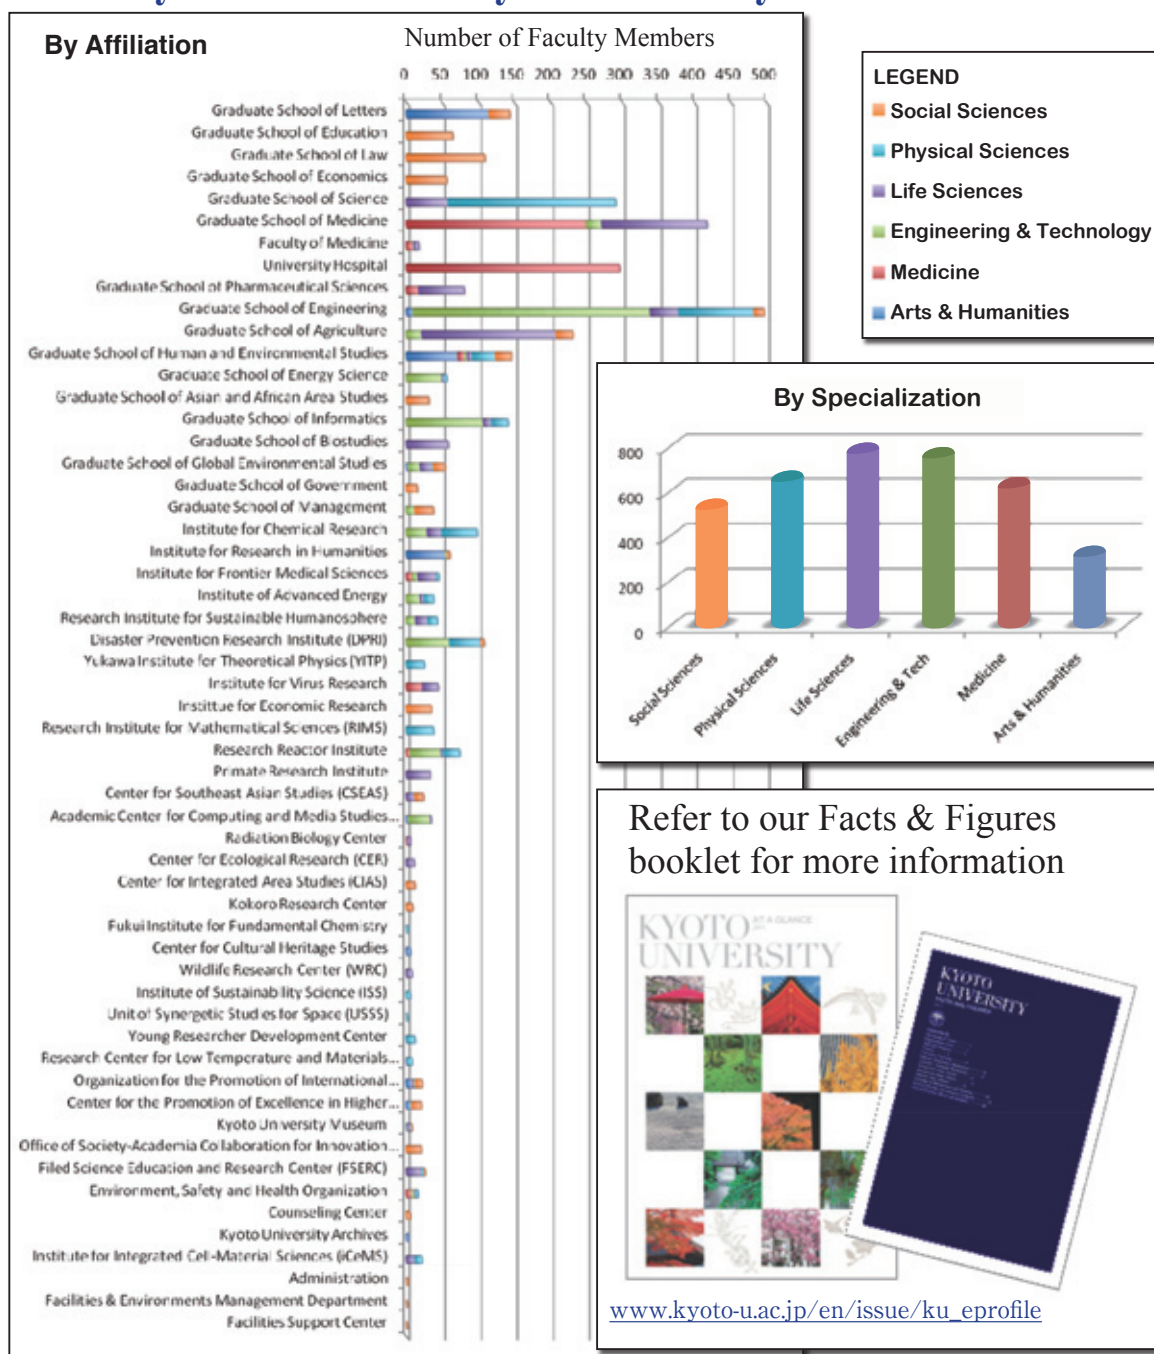 By Affiliation
Number of Faculty Members
0 50 100 150 200 250 300 350 400 450 500
Graduate School of Letters
Graduate School of Education
Graduate School of Law
Graduate School of Economics
Graduate School of Science
Graduate School of Medicine
Faculty of Medicine
University Hospital
Graduate School of Pharmaceutical Sciences
Graduate School of Engineering
Graduate School of Agriculture
Graduate School of Human and Environmental Studies
Graduate School of Energy Science
Graduate School of Asian and African Area Studies
Graduate School of Informatics
Graduate School of Biostudies
Graduate School of Global Environmental Studies
Graduate School of Government
Graduate School of Management
Institute for Chemical Research
Institute for Research in Humanities
Institute for Frontier Medical Sciences
Institute of Advanced Energy
Research Institute for Sustainable Humanosphere
Disaster Prevention Research Institute (DPRI)
Yukawa Institute for Theoretical Physics (YITP)
Institute for Virus Research
Instittue for Economic Research
Research Institute for Mathematical Sciences (RIMS)
Research Reactor Institute
Primate Research Institute
Center for Southeast Asian Studies (CSEAS)
Academic Center for Computing and Media Studies...
Radiation Biology Center
Center for Ecological Research (CER)
Center for Integrated Area Studies (CIAS)
Kokoro Research Center
Fukui Institute for Fundamental Chemistry
Center for Cultural Heritage Studies
Wildlife Research Center (WRC)
Institute of Sustainability Science (ISS)
Unit of Synergetic Studies for Space (USSS)
Young Researcher Development Center
Research Center for Low Temperature and Materials...
Organization for the Promotion of International...
Center for the Promotion of Excellence in Higher...
Kyoto University Museum
Office of Society-Academia Collaboration for Innovation...
Filed Science Education and Research Center (FSERC)
Environment, Safety and Health Organization
Counseling Center
Kyoto University Archives
Institute for Integrated Cell-Material Sciences (iCeMS)
Administration
Facilities & Environments Management Department
Facilities Support Center
LEGEND
Social Sciences
Physical Sciences
Life Sciences
Engineering & Technology
Medicine
Arts & Humanities
By Specialization
800
600
400
200
0
Social Sciences
Physical Sciences
Life Sciences
Engineering & Tech
Medicine
Arts & Humanities
Refer to our Facts & Figures
booklet for more information
KYOTO AT A GLANCE
UNIVERSITY
KYOTO
UNIVERSITY
www.kyoto-u.ac.jp/en/issue/ku_eprofile